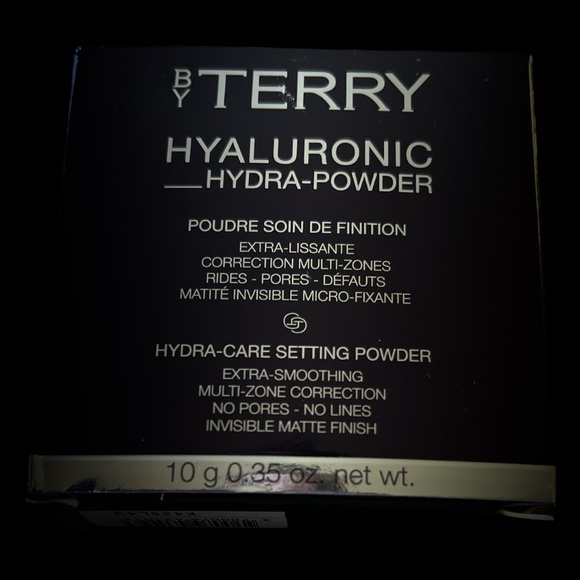 BY TERRY
HYALURONIC
HYDRA-POWDER
POUDRE SOIN DE FINITION
EXTRA-LISSANTE
CORRECTION MULTI-ZONES
RIDES - PORES - DÉFAUTS
MATITÉ INVISIBLE MICRO-FIXANTE
HYDRA-CARE SETTING POWDER
EXTRA-SMOOTHING
MULTI-ZONE CORRECTION
NO PORES - NO LINES
INVISIBLE MATTE FINISH
10 g 0.35 oz. net wt.